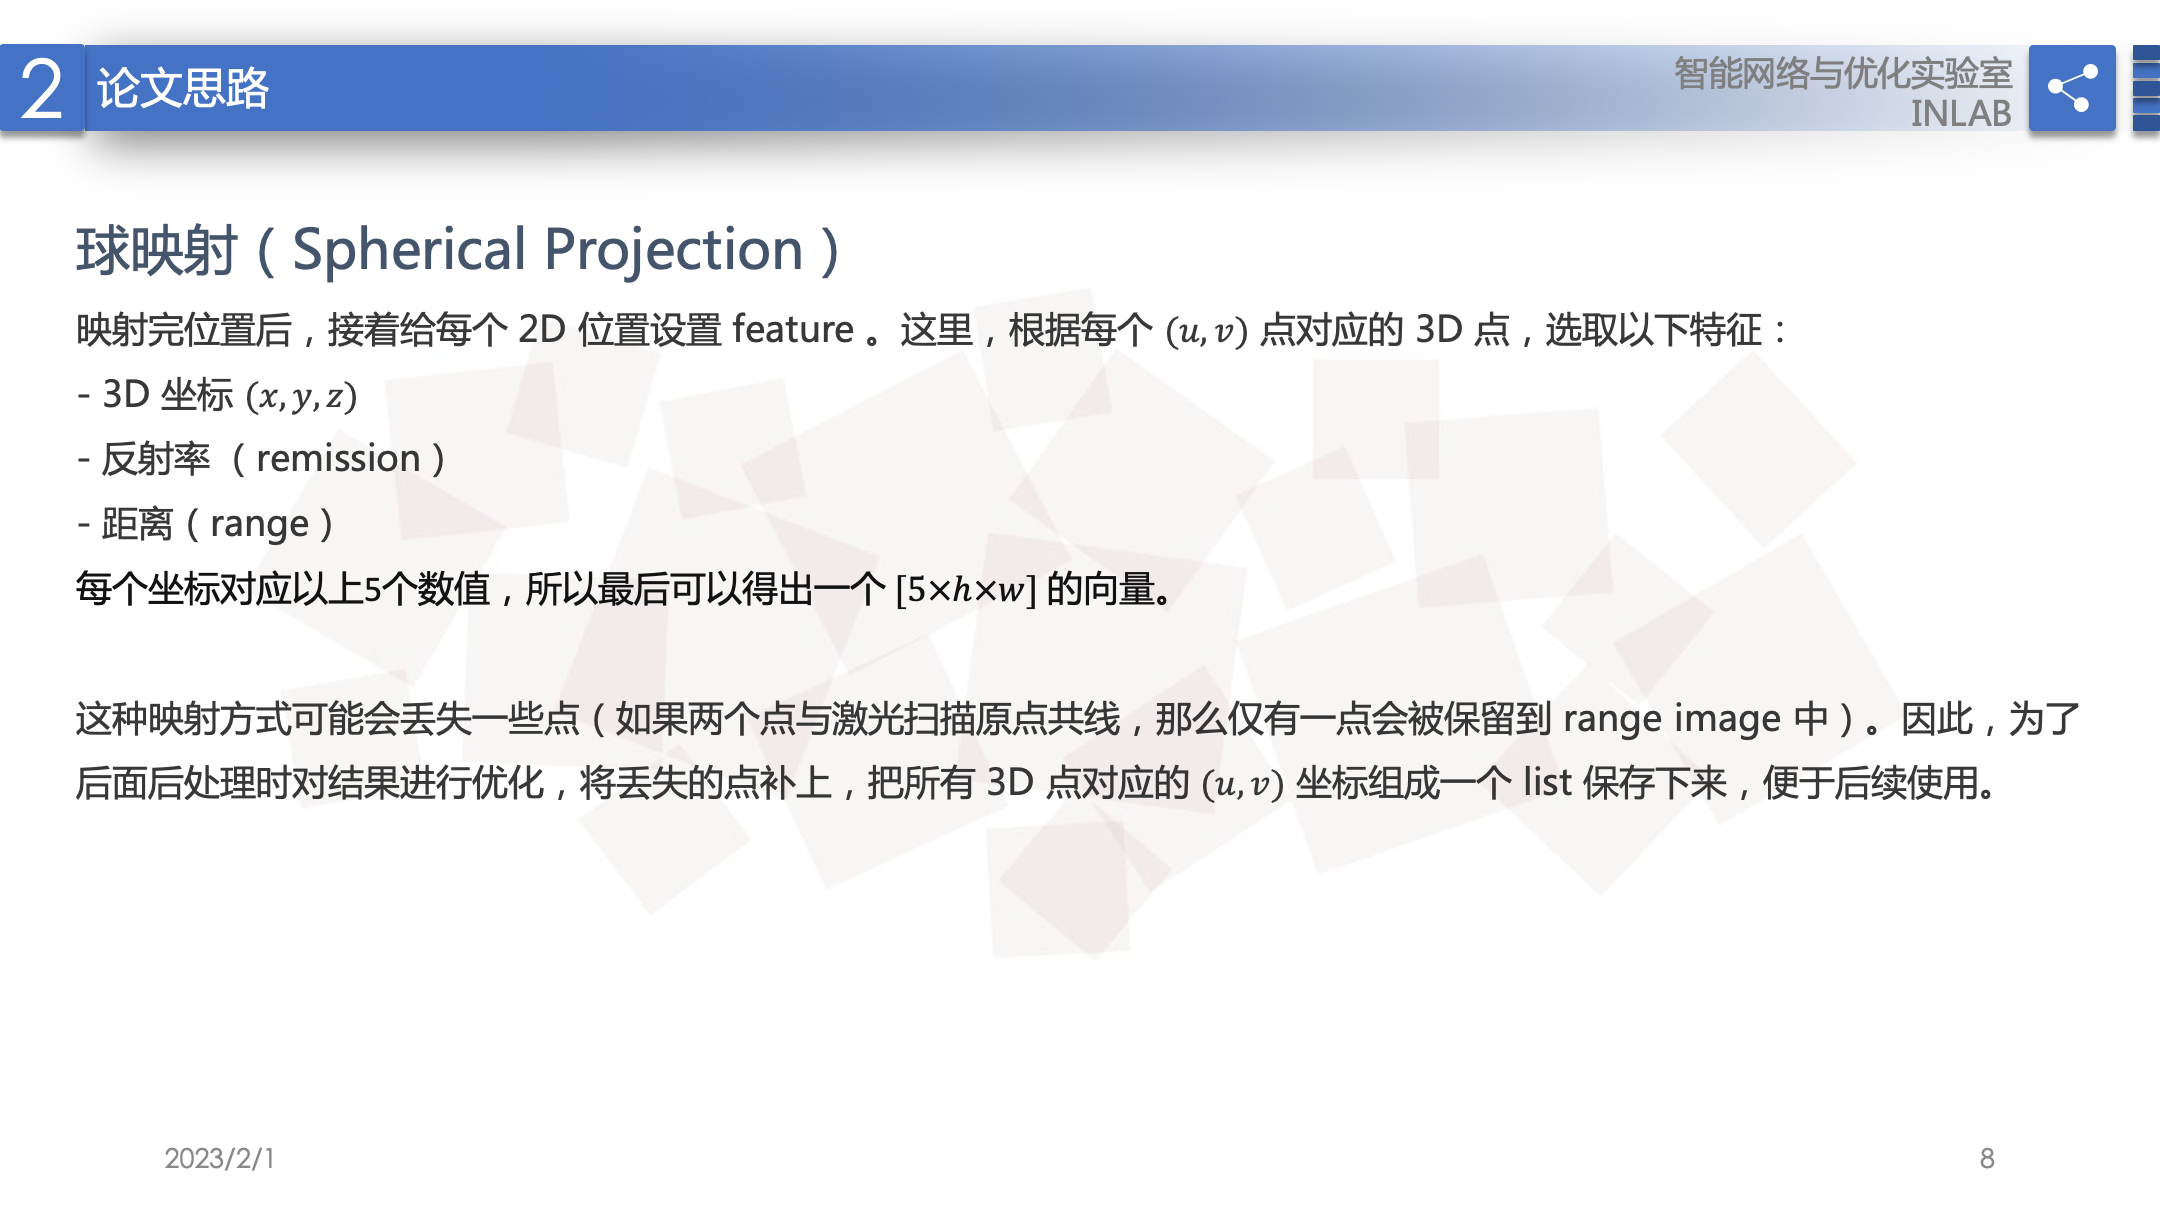 2 论文思路
智能网络与优化实验室
INLAB
球映射（Spherical Projection）
映射完位置后，接着给每个 2D 位置设置 feature 。这里，根据每个 (u, v) 点对应的 3D 点，选取以下特征：
- 3D 坐标 (x, y, z)
- 反射率 （remission）
- 距离（range）
每个坐标对应以上5个数值，所以最后可以得出一个 [5×h×w] 的向量。
这种映射方式可能会丢失一些点（如果两个点与激光扫描原点共线，那么仅有一点会被保留到 range image 中）。因此，为了
后面后处理时对结果进行优化，将丢失的点补上，把所有 3D 点对应的 (u, v) 坐标组成一个 list 保存下来，便于后续使用。
2023/2/1
8